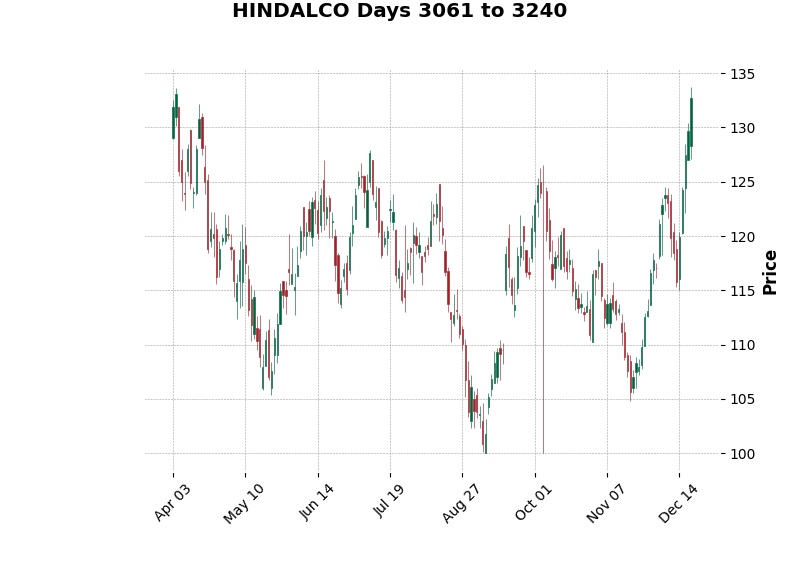 HINDALCO Days 3061 to 3240
135
130
125
120
115
110
105
100
Price
Apr 03
May 10
Jun 14
Jul 19
Aug 27
Oct 01
Nov 07
Dec 14